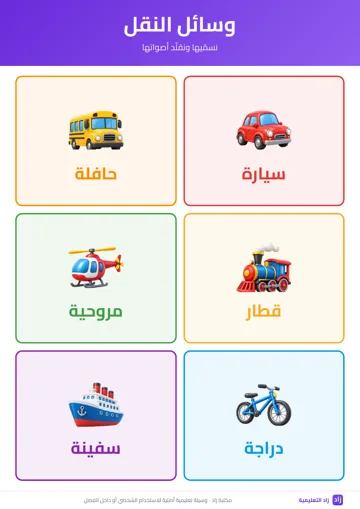 وسائل النقل
نسمّيها ونقلّد أصواتها
سيارة
حافلة
قطار
مروحية
دراجة
سفينة
زاد
زاد التعليمية
مكتبة زاد - وسيلة تعليمية أصلية للاستخدام الشخصي أو داخل الفصل